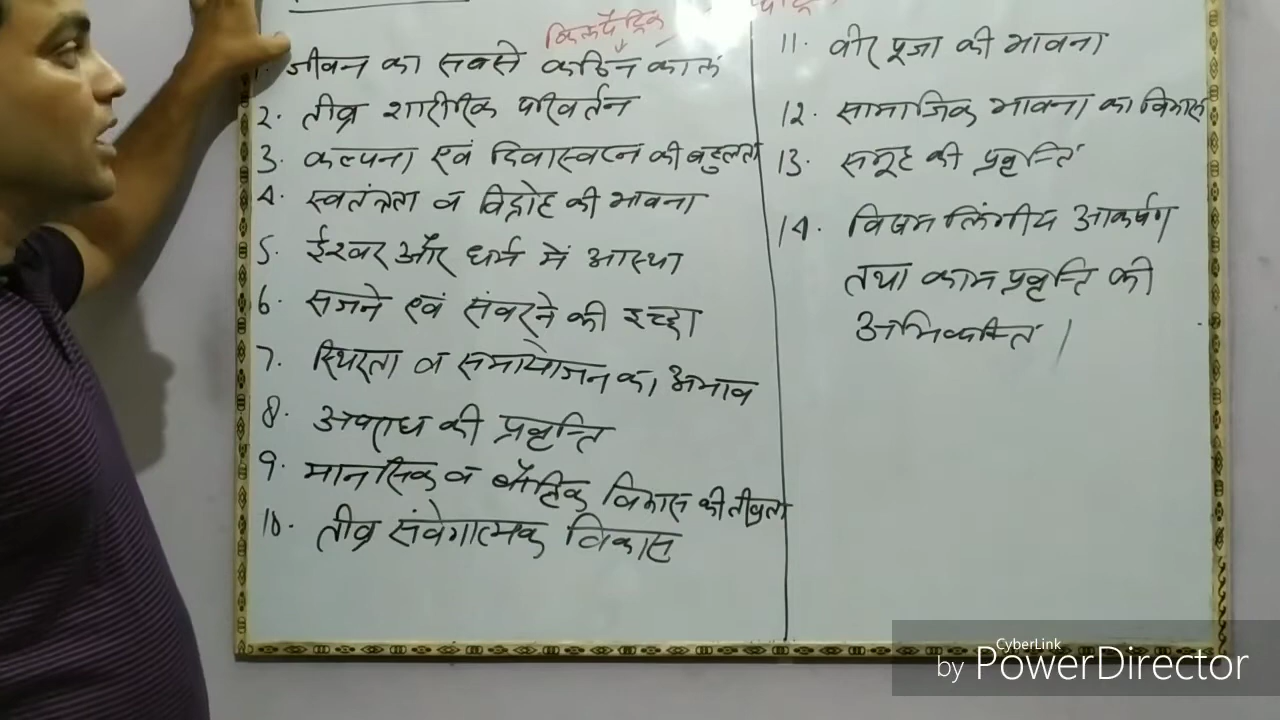 किलपैट्रिक
1. जीवन का सबसे कठिन काल
2. तीव्र शारीरिक परिवर्तन
3. कल्पना एवं दिवास्वप्न की बहुलता
4. स्वतंत्रता व विद्रोह की भावना
5. ईश्वर और धर्म में आस्था
6. सजने एवं संवरने की इच्छा
7. स्थिरता व समायोजन का अभाव
8. अपराध की प्रवृत्ति
9. मानसिक व बौद्धिक विकास की तीव्रता
10. तीव्र संवेगात्मक विकास
11. वीर पूजा की भावना
12. सामाजिक भावना का विकास
13. समूह की प्रवृत्ति
14. विषम लिंगीय आकर्षण
तथा काम प्रवृत्ति की
अभिव्यक्ति ।
CyberLink
by PowerDirector